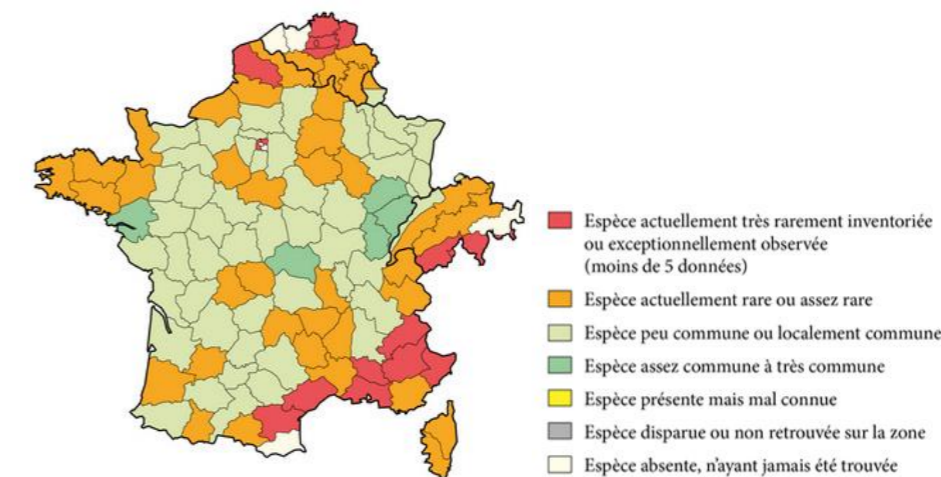 Espèce actuellement très rarement inventoriée
ou exceptionnellement observée
(moins de 5 données)
Espèce actuellement rare ou assez rare
Espèce peu commune ou localement commune
Espèce assez commune à très commune
Espèce présente mais mal connue
Espèce disparue ou non retrouvée sur la zone
Espèce absente, n'ayant jamais été trouvée